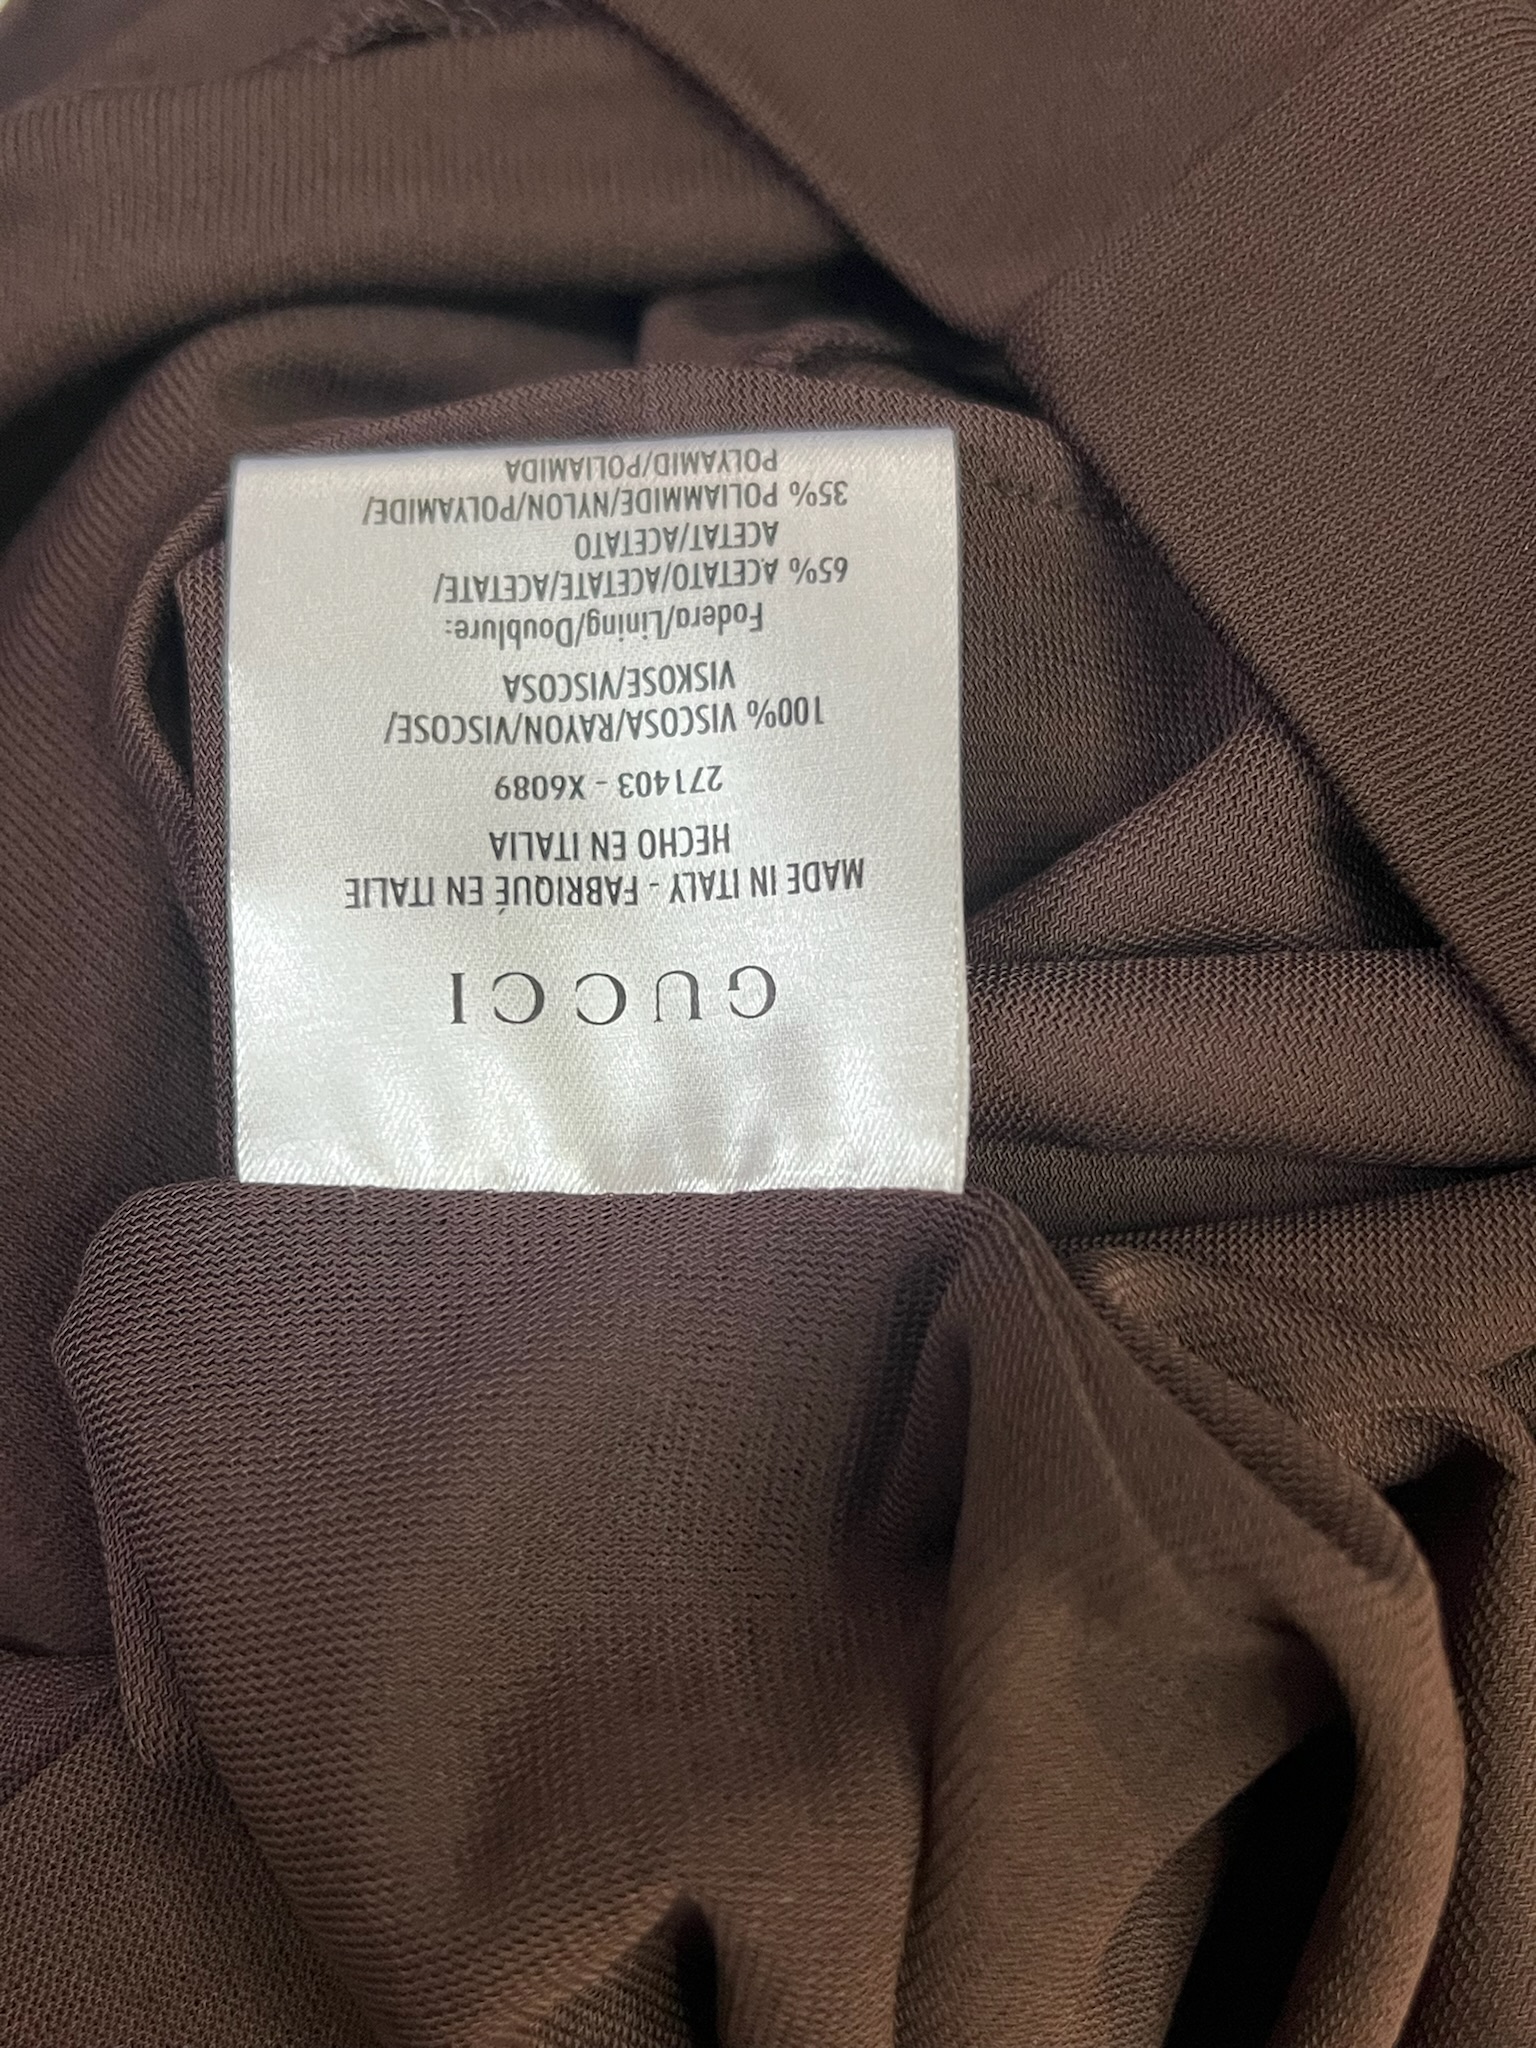 GUCCI
MADE IN ITALY - FABRIQUÉ EN ITALIE
HECHO EN ITALIA
271403 - X6089
100% VISCOSA/RAYON/VISCOSE/
VISKOSE/VISCOSA
Fodera/Lining/Doublure:
65% ACETATO/ACETATE/ACETATE/
ACETAT/ACETATO
35% POLIAMMIDE/NYLON/POLYAMIDE/
POLYAMID/POLIAMIDA